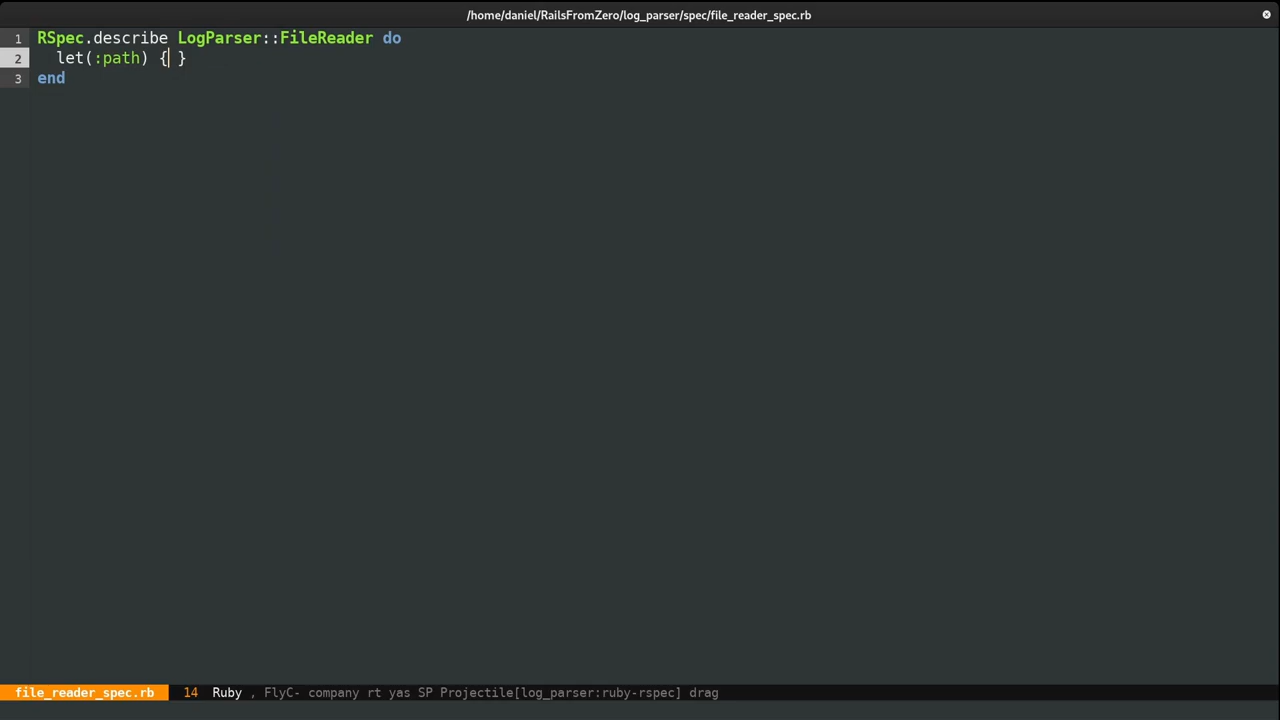 /home/daniel/RailsFromZero/log_parser/spec/file_reader_spec.rb
1 RSpec.describe LogParser::FileReader do
2 let(:path) { }
3 end
file_reader_spec.rb 14 Ruby , FlyC- company rt yas SP Projectile[log_parser:ruby-rspec] drag